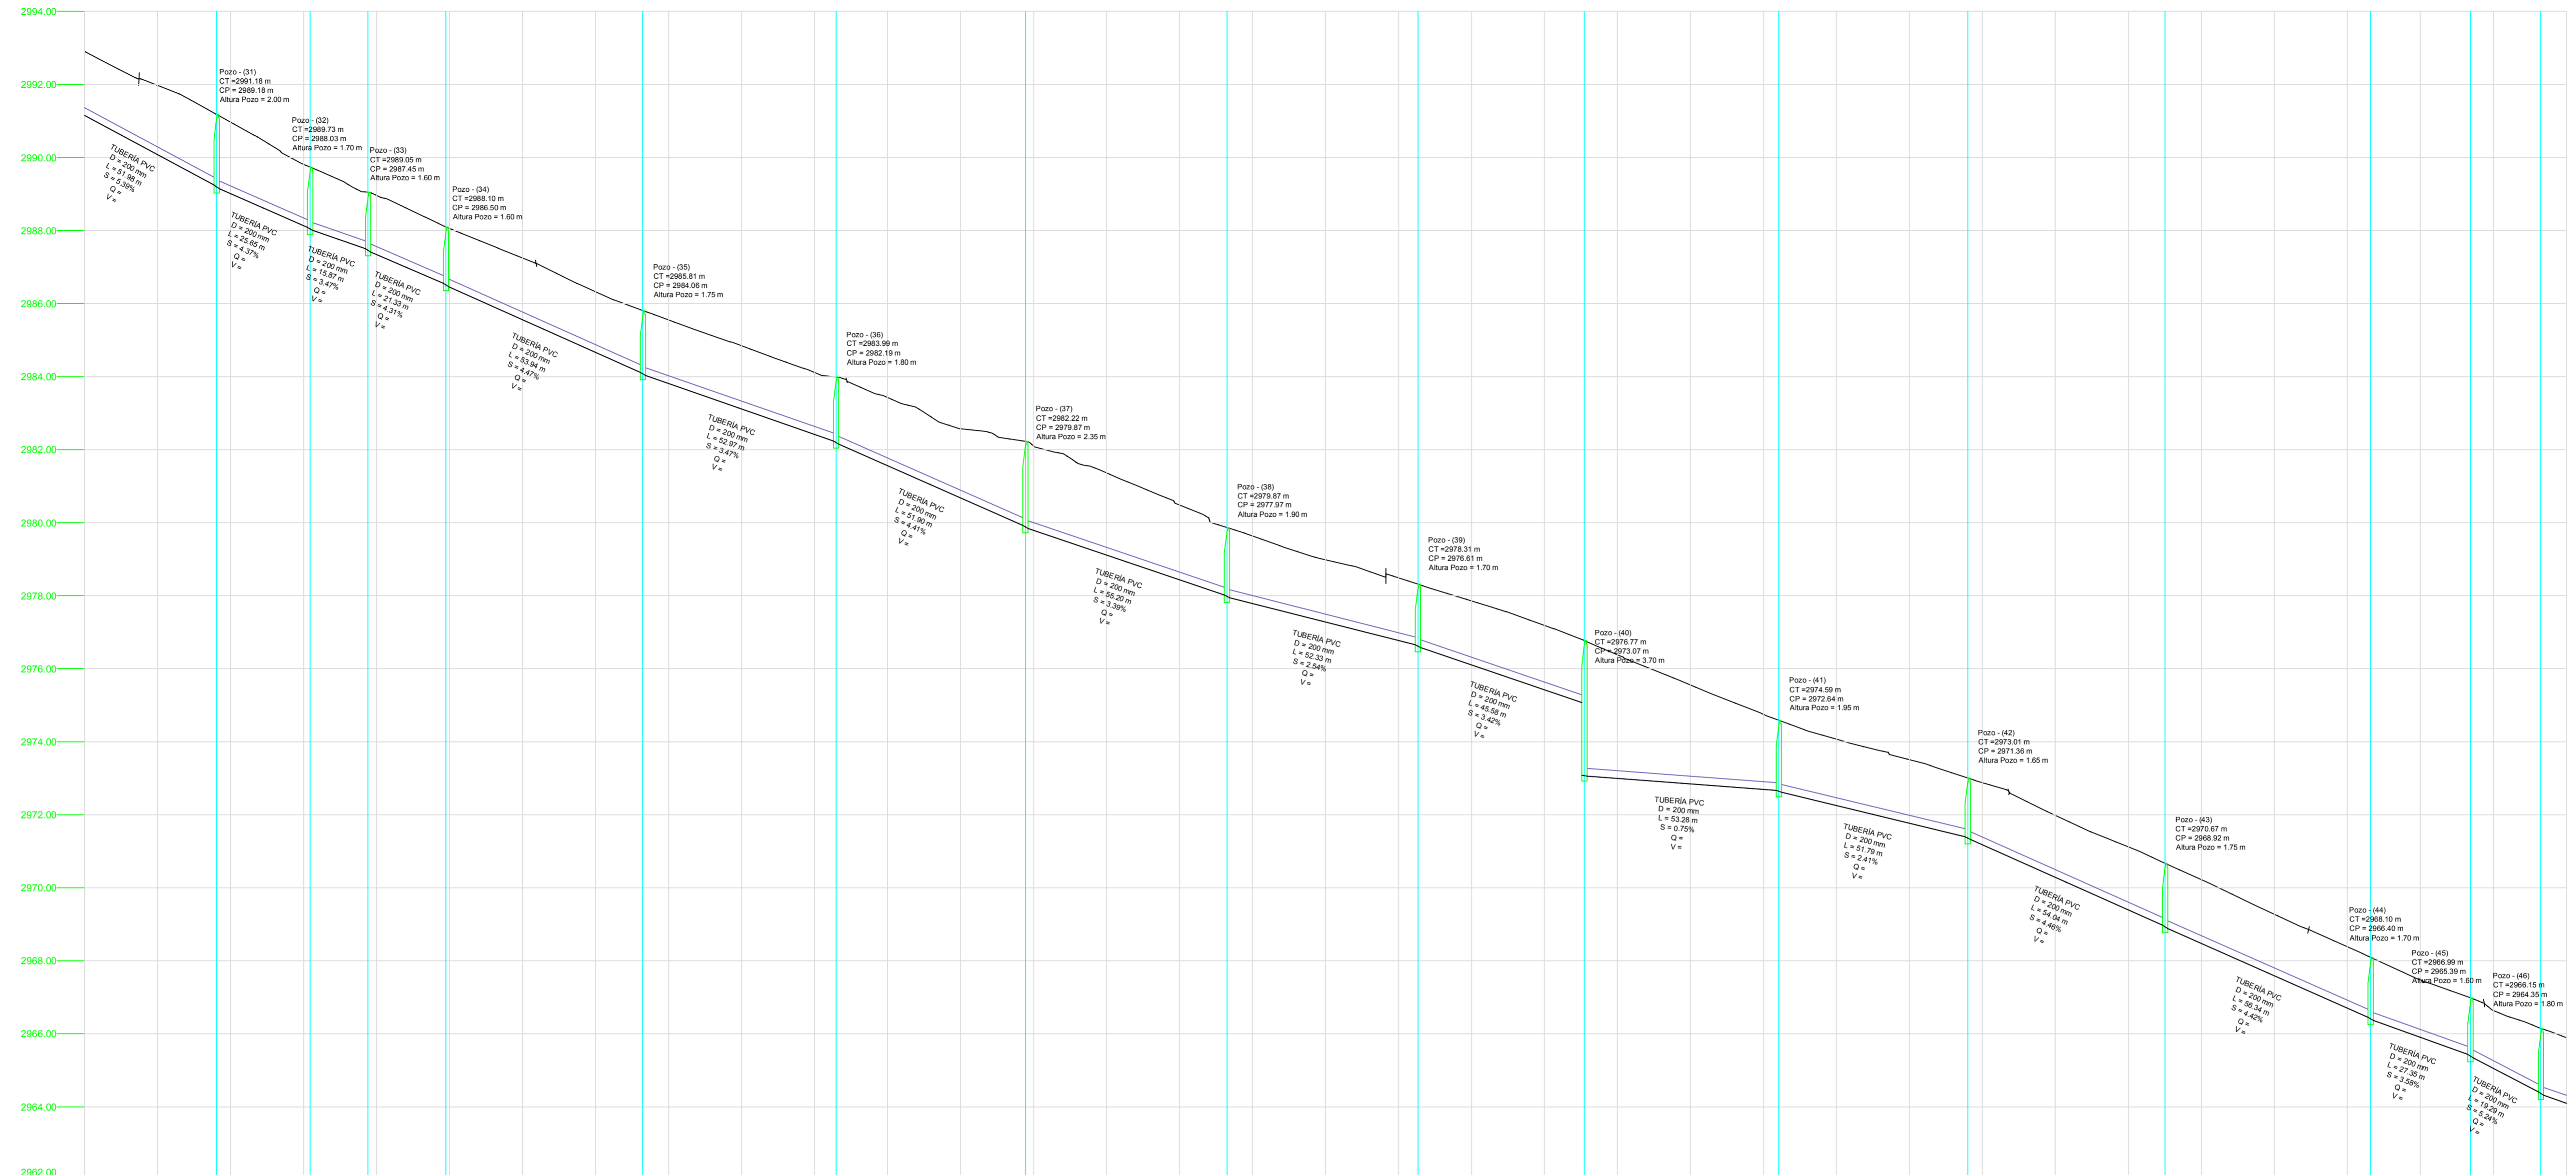 2994.00
2992.00
2990.00
2988.00
2986.00
2984.00
2982.00
2980.00
2978.00
2976.00
2974.00
2972.00
2970.00
2968.00
2966.00
2964.00
2962.00
Pozo - (31)
CT =2991.18 m
CP = 2989.18 m
Altura Pozo = 2.00 m
Pozo - (32)
CT =2989.73 m
CP = 2988.03 m
Altura Pozo = 1.70 m
Pozo - (33)
CT =2989.05 m
CP = 2987.45 m
Altura Pozo = 1.60 m
Pozo - (34)
CT =2988.10 m
CP = 2986.50 m
Altura Pozo = 1.60 m
Pozo - (35)
CT =2985.81 m
CP = 2984.06 m
Altura Pozo = 1.75 m
Pozo - (36)
CT =2983.99 m
CP = 2982.19 m
Altura Pozo = 1.80 m
Pozo - (37)
CT =2982.22 m
CP = 2979.87 m
Altura Pozo = 2.35 m
Pozo - (38)
CT =2979.87 m
CP = 2977.97 m
Altura Pozo = 1.90 m
Pozo - (39)
CT =2978.31 m
CP = 2976.61 m
Altura Pozo = 1.70 m
Pozo - (40)
CT =2976.77 m
CP = 2973.07 m
Altura Pozo = 3.70 m
Pozo - (41)
CT =2974.59 m
CP = 2972.64 m
Altura Pozo = 1.95 m
Pozo - (42)
CT =2973.01 m
CP = 2971.36 m
Altura Pozo = 1.65 m
Pozo - (43)
CT =2970.67 m
CP = 2968.92 m
Altura Pozo = 1.75 m
Pozo - (44)
CT =2968.10 m
CP = 2966.40 m
Altura Pozo = 1.70 m
Pozo - (45)
CT =2966.99 m
CP = 2965.39 m
Altura Pozo = 1.60 m
Pozo - (46)
CT =2966.15 m
CP = 2964.35 m
Altura Pozo = 1.80 m
TUBERÍA PVC
D = 200 mm
L = 51.98 m
S = 5.39%
Q =
V =
TUBERÍA PVC
D = 200 mm
L = 25.65 m
S = 4.37%
Q =
V =
TUBERÍA PVC
D = 200 mm
L = 15.87 m
S = 3.47%
Q =
V =
TUBERÍA PVC
D = 200 mm
L = 21.33 m
S = 4.31%
Q =
V =
TUBERÍA PVC
D = 200 mm
L = 53.94 m
S = 4.47%
Q =
V =
TUBERÍA PVC
D = 200 mm
L = 52.97 m
S = 3.47%
Q =
V =
TUBERÍA PVC
D = 200 mm
L = 51.90 m
S = 4.41%
Q =
V =
TUBERÍA PVC
D = 200 mm
L = 55.20 m
S = 3.39%
Q =
V =
TUBERÍA PVC
D = 200 mm
L = 52.33 m
S = 2.54%
Q =
V =
TUBERÍA PVC
D = 200 mm
L = 45.58 m
S = 3.42%
Q =
V =
TUBERÍA PVC
D = 200 mm
L = 53.28 m
S = 0.75%
Q =
V =
TUBERÍA PVC
D = 200 mm
L = 51.79 m
S = 2.41%
Q =
V =
TUBERÍA PVC
D = 200 mm
L = 54.04 m
S = 4.46%
Q =
V =
TUBERÍA PVC
D = 200 mm
L = 56.34 m
S = 4.42%
Q =
V =
TUBERÍA PVC
D = 200 mm
L = 27.35 m
S = 3.58%
Q =
V =
TUBERÍA PVC
D = 200 mm
L = 19.29 m
S = 5.24%
Q =
V =